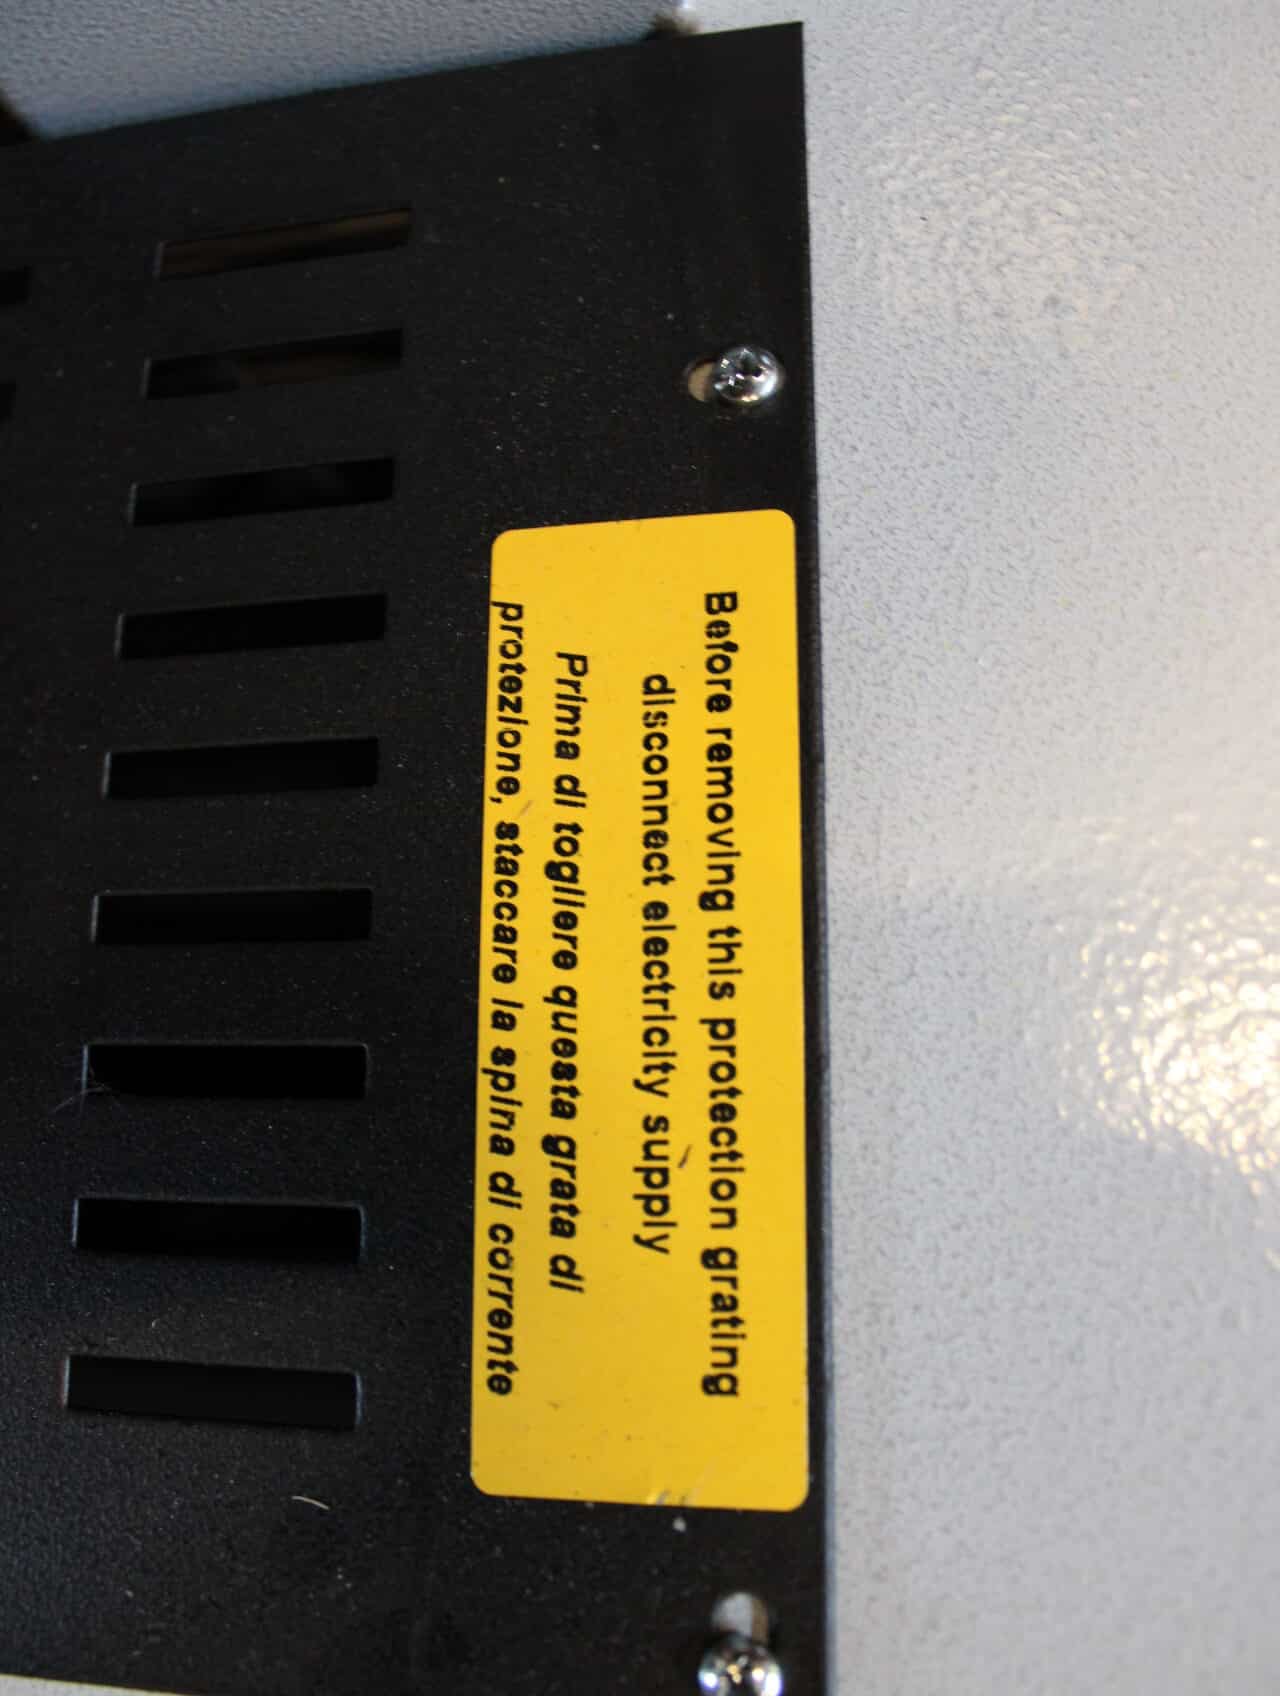 Before removing this protection grating
disconnect electricity supply
Prima di togliere questa grata di
protezione, staccare la spina di corrente